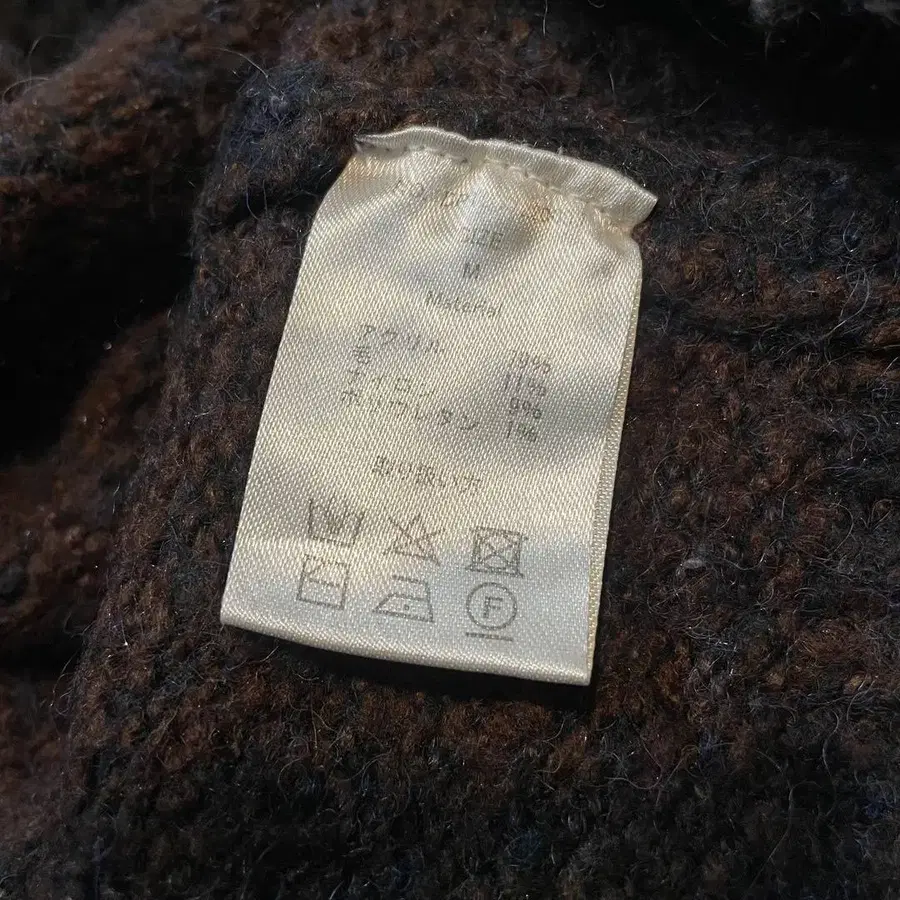 SIZE
M
Material
アクリル
毛 11%
ナイロン 9%
ポリウレタン 1%
取り扱い方
F